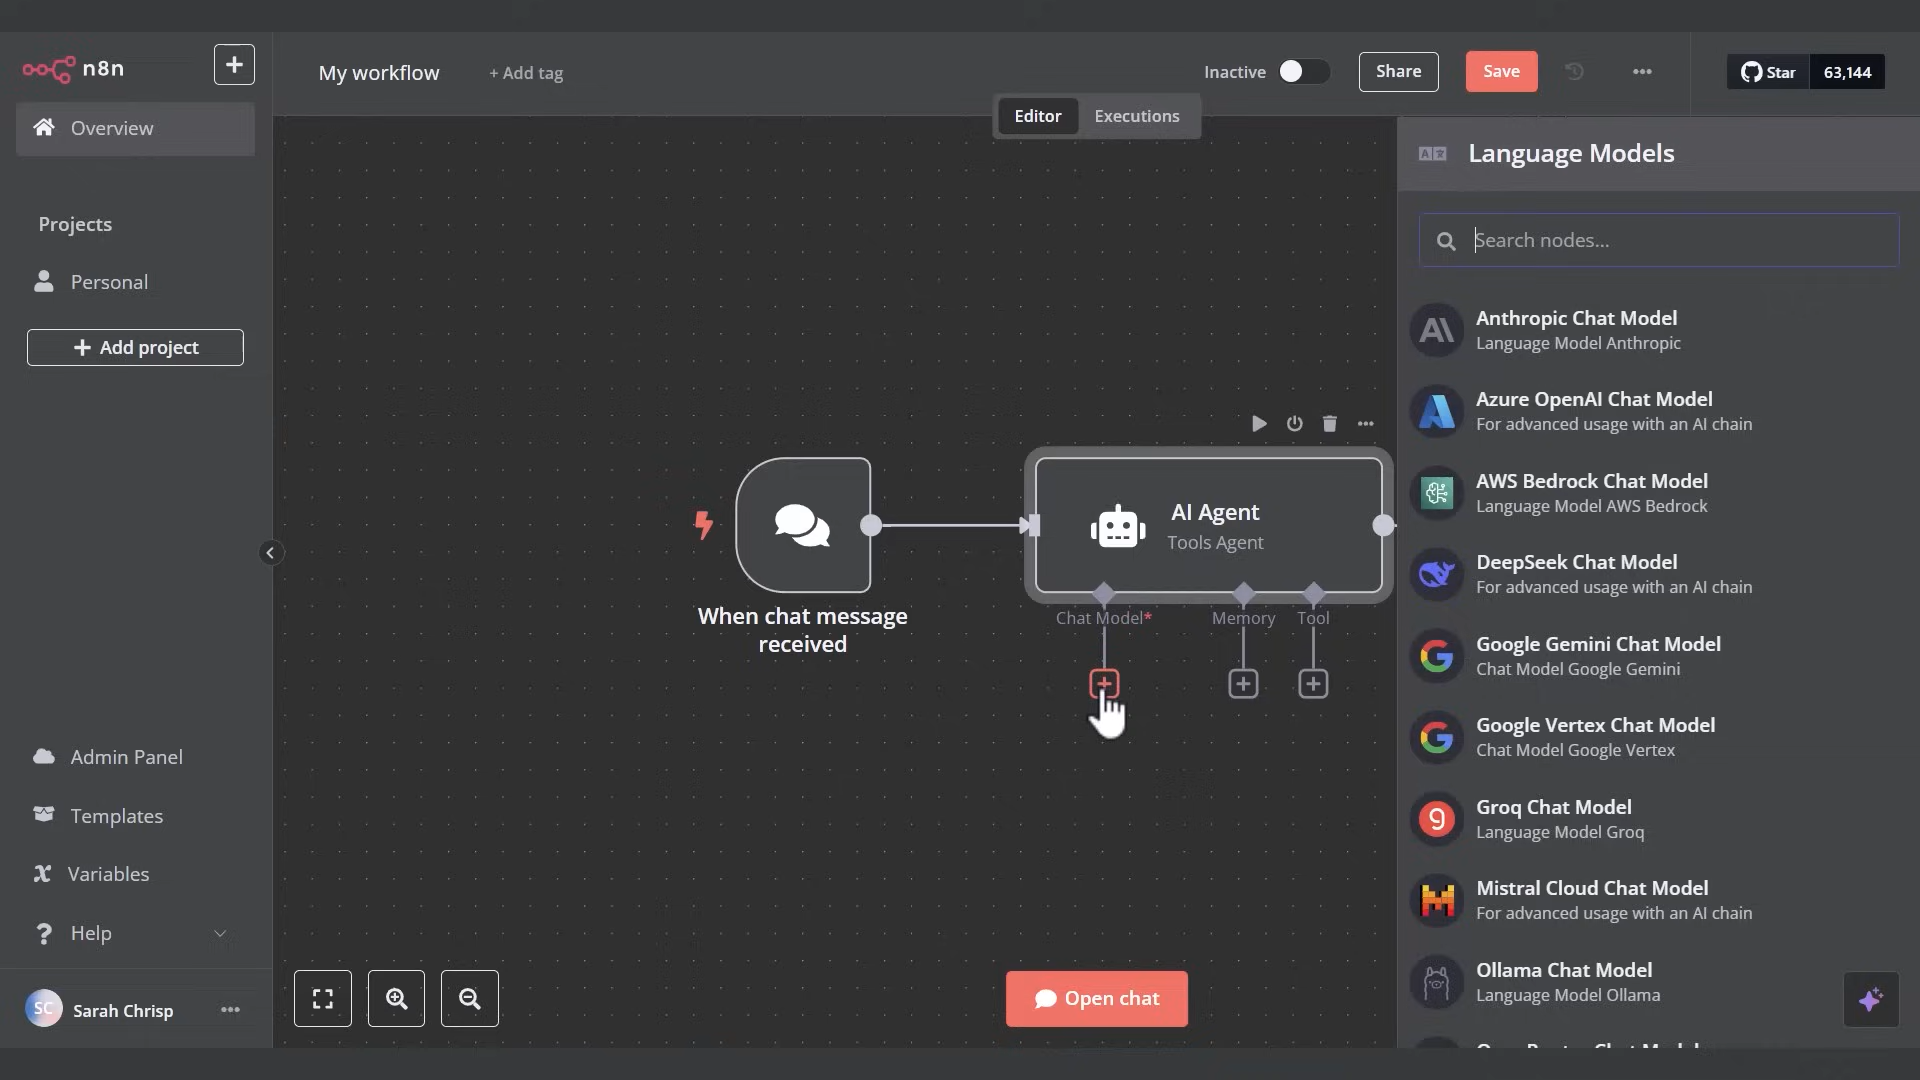 n8n
Overview
Projects
Personal
Add project
Admin Panel
Templates
Variables
Help
SC
Sarah Chrisp
My workflow
+ Add tag
Inactive
Share
Save
Star
63,144
Editor
Executions
When chat message
received
AI Agent
Tools Agent
Chat Model*
Memory
Tool
Open chat
Language Models
Search nodes...
Anthropic Chat Model
Language Model Anthropic
Azure OpenAI Chat Model
For advanced usage with an AI chain
AWS Bedrock Chat Model
Language Model AWS Bedrock
DeepSeek Chat Model
For advanced usage with an AI chain
Google Gemini Chat Model
Chat Model Google Gemini
Google Vertex Chat Model
Chat Model Google Vertex
Groq Chat Model
Language Model Groq
Mistral Cloud Chat Model
For advanced usage with an AI chain
Ollama Chat Model
Language Model Ollama